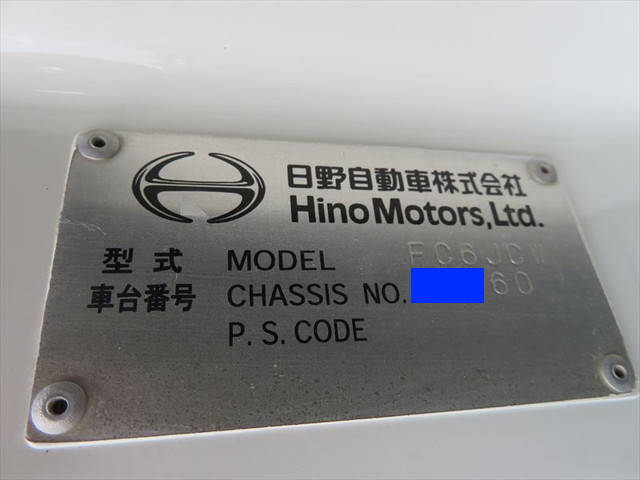 日野自動車株式会社
Hino Motors, Ltd.
型式 MODEL FC6JCW
車台番号 CHASSIS NO. 60
P. S. CODE